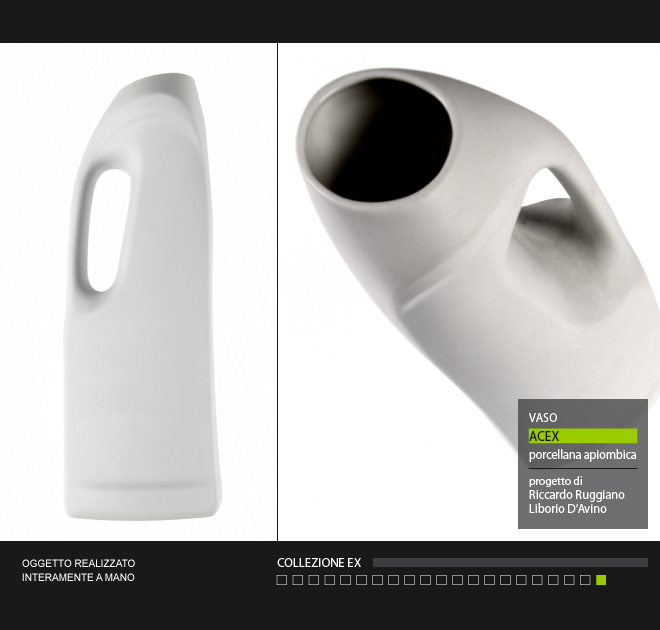 VASO
ACEX
porcellana apiombica
progetto di
Riccardo Ruggiano
Liborio D'Avino
OGGETTO REALIZZATO
INTERAMENTE A MANO
COLLEZIONE EX